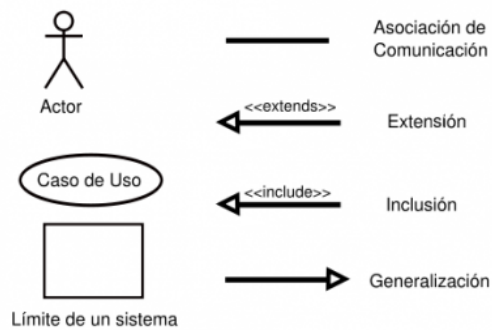 Asociación de
Comunicación
Actor
<<extends>>
Extensión
Caso de Uso
<<include>>
Inclusión
Generalización
Límite de un sistema